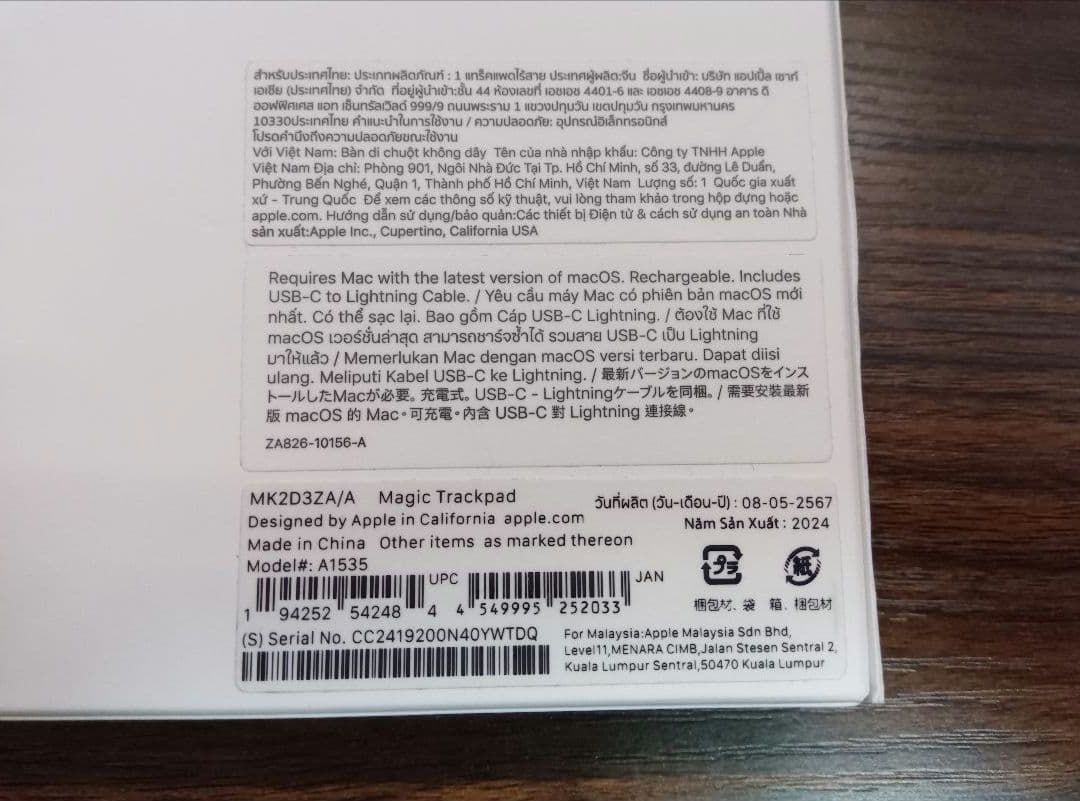 สำหรับประเทศไทย: ประเภทผลิตภัณฑ์ : 1 แทร็คแพดไร้สาย ประเทศผู้ผลิต:จีน ชื่อผู้นำเข้า: บริษัท แอปเปิ้ล เซาท์
เอเชีย (ประเทศไทย) จำกัด ที่อยู่ผู้นำเข้า:ชั้น 44 ห้องเลขที่ เอชเอช 4401-6 และ เอชเอช 4408-9 อาคาร ดิ
ออฟฟิศเศส แอท เซ็นทรัลเวิลด์ 999/9 ถนนพระราม 1 แขวงปทุมวัน เขตปทุมวัน กรุงเทพมหานคร
10330ประเทศไทย คำแนะนำในการใช้งาน / ความปลอดภัย: อุปกรณ์อิเล็กทรอนิกส์
โปรดคำนึงถึงความปลอดภัยขณะใช้งาน
Với Việt Nam: Bàn di chuột không dây Tên của nhà nhập khẩu: Công ty TNHH Apple
Việt Nam Địa chỉ: Phòng 901, Ngôi Nhà Đức Tại Tp. Hồ Chí Minh, số 33, đường Lê Duẩn,
Phường Bến Nghé, Quận 1, Thành phố Hồ Chí Minh, Việt Nam Lượng số: 1 Quốc gia xuất
xứ - Trung Quốc Để xem các thông số kỹ thuật, vui lòng tham khảo trong hộp đựng hoặc
apple.com. Hướng dẫn sử dụng/bảo quản:Các thiết bị Điện tử & cách sử dụng an toàn Nhà
sản xuất:Apple Inc., Cupertino, California USA
Requires Mac with the latest version of macOS. Rechargeable. Includes
USB-C to Lightning Cable. / Yêu cầu máy Mac có phiên bản macOS mới
nhất. Có thể sạc lại. Bao gồm Cáp USB-C Lightning. / ต้องใช้ Mac ที่ใช้
macOS เวอร์ชั่นล่าสุด สามารถชาร์จซ้ำได้ รวมสาย USB-C เป็น Lightning
มาให้แล้ว / Memerlukan Mac dengan macOS versi terbaru. Dapat diisi
ulang. Meliputi Kabel USB-C ke Lightning. / 最新バージョンのmacOSをインス
トールしたMacが必要。充電式。USB-C - Lightningケーブルを同梱。/ 需要安裝最新
版 macOS 的 Mac。可充電。內含 USB-C 對 Lightning 連接線。
ZA826-10156-A
MK2D3ZA/A Magic Trackpad
วันที่ผลิต (วัน-เดือน-ปี) : 08-05-2567
Designed by Apple in California apple.com
Năm Sản Xuất : 2024
Made in China Other items as marked thereon
Model#: A1535
UPC
JAN
プラ
紙
1 94252 54248 4
4 549995 252033
梱包材、袋 箱、梱包材
(S) Serial No. CC2419200N40YWTDQ
For Malaysia:Apple Malaysia Sdn Bhd,
Level11,MENARA CIMB,Jalan Stesen Sentral 2,
Kuala Lumpur Sentral,50470 Kuala Lumpur